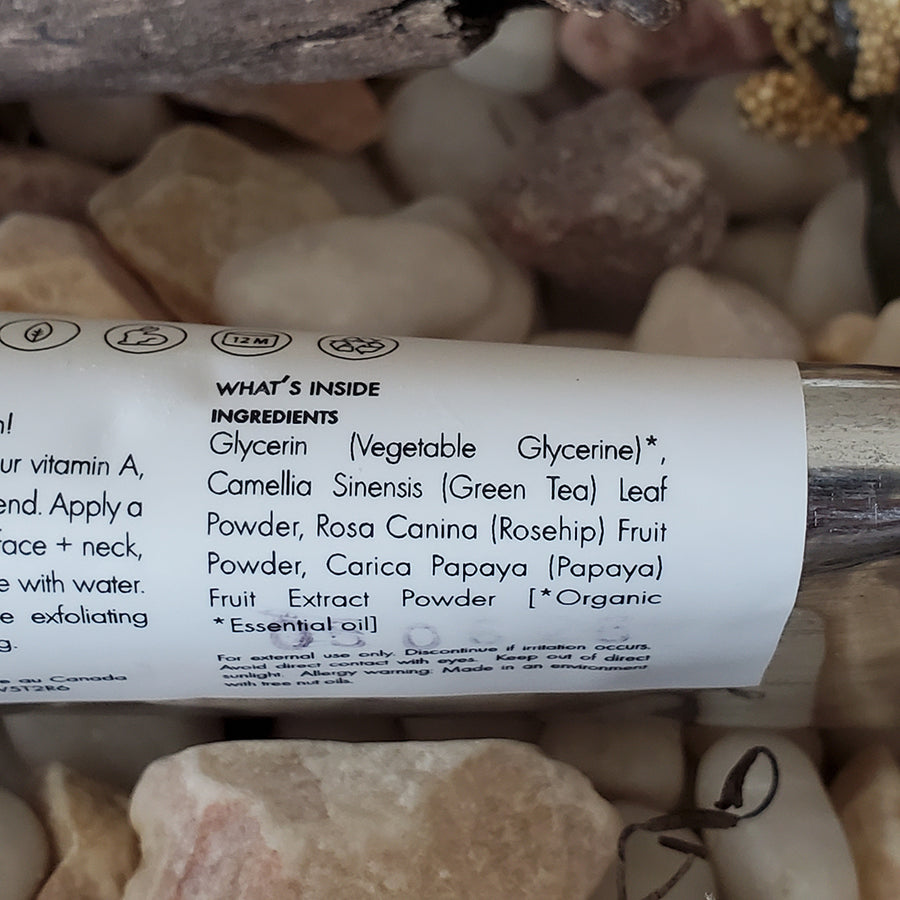 12 M
n!
ur vitamin A,
end. Apply a
face + neck,
e with water.
e exfoliating
g.
e au Canada
V5T2R6
WHAT'S INSIDE
INGREDIENTS
Glycerin (Vegetable Glycerine)*,
Camellia Sinensis (Green Tea) Leaf
Powder, Rosa Canina (Rosehip) Fruit
Powder, Carica Papaya (Papaya)
Fruit Extract Powder [*Organic
*Essential oil]
For external use only. Discontinue if irritation occurs.
Avoid direct contact with eyes. Keep out of direct
sunlight. Allergy warning: Made in an environment
with tree nut oils.